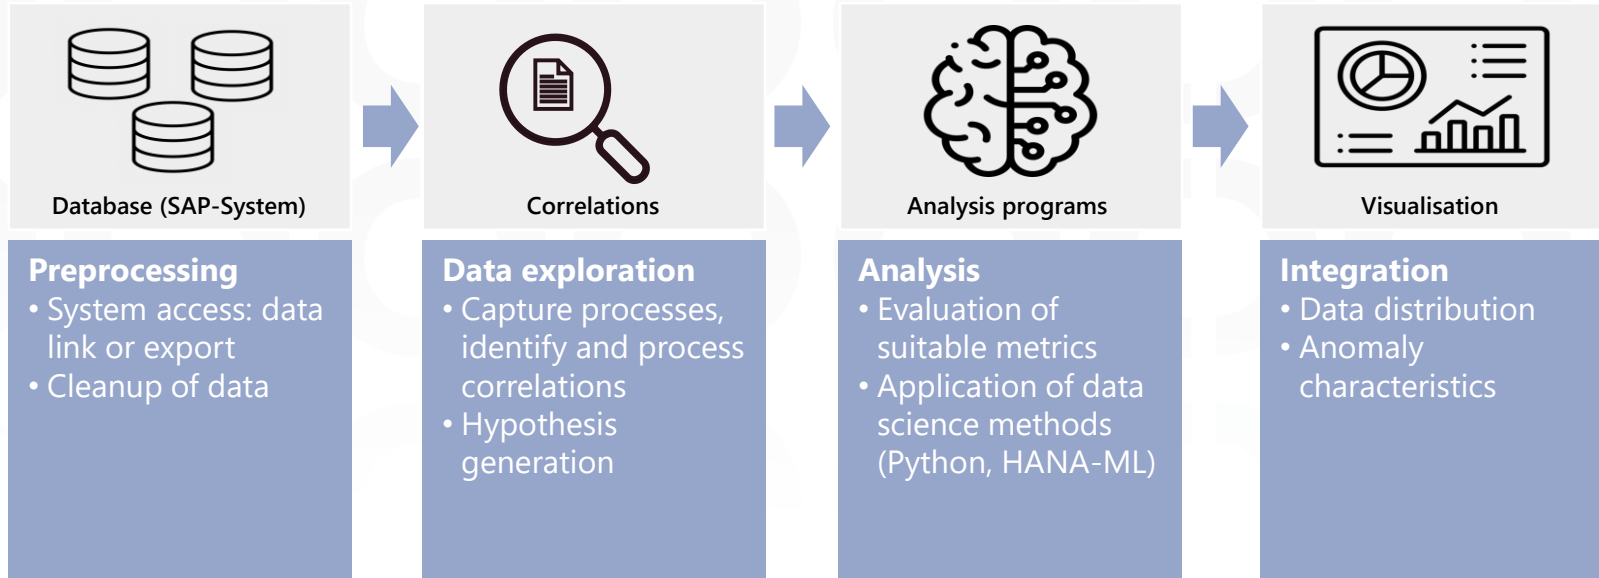 Database (SAP-System)
Correlations
Analysis programs
Visualisation
Preprocessing
• System access: data
link or export
• Cleanup of data
Data exploration
• Capture processes,
identify and process
correlations
• Hypothesis
generation
Analysis
• Evaluation of
suitable metrics
• Application of data
science methods
(Python, HANA-ML)
Integration
• Data distribution
• Anomaly
characteristics